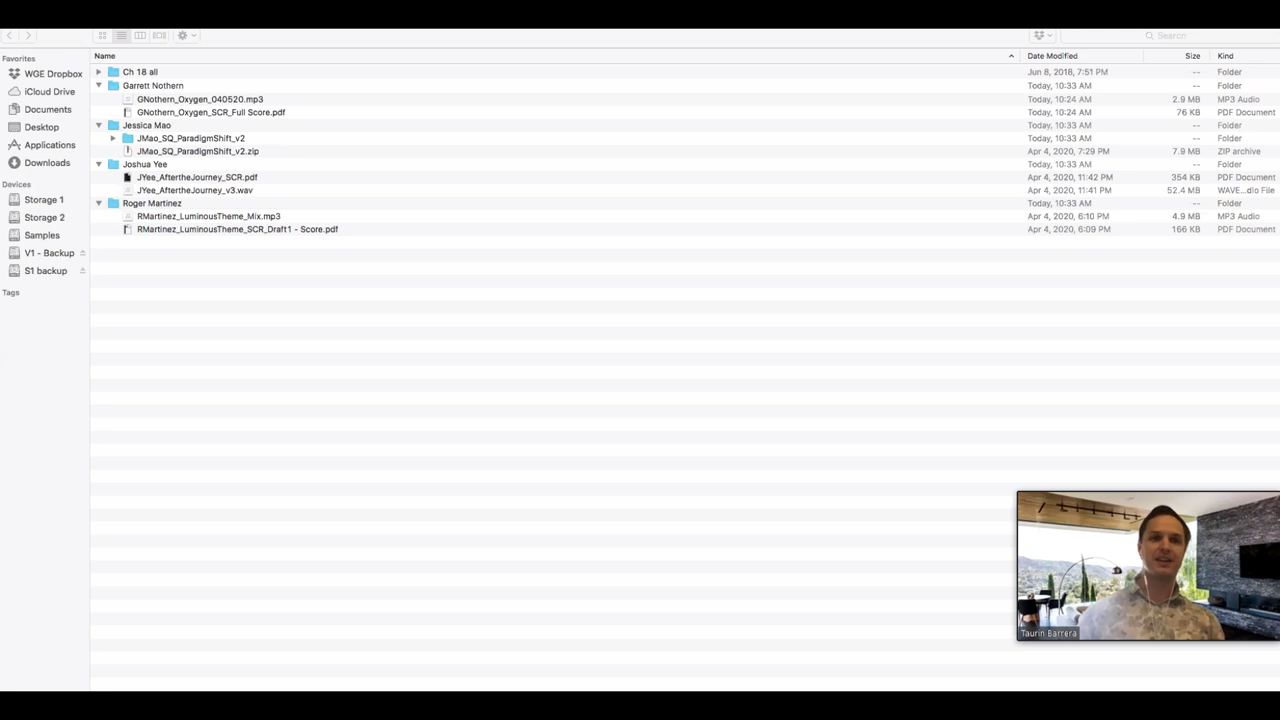 Search
Favorites
WGE Dropbox
iCloud Drive
Documents
Desktop
Applications
Downloads
Devices
Storage 1
Storage 2
Samples
V1 - Backup
S1 backup
Tags
Name Date Modified Size Kind
Ch 18 all Jun 8, 2018, 7:51 PM -- Folder
Garrett Nothern Today, 10:33 AM -- Folder
GNothern_Oxygen_040520.mp3 Today, 10:24 AM 2.9 MB MP3 Audio
GNothern_Oxygen_SCR_Full Score.pdf Today, 10:24 AM 76 KB PDF Document
Jessica Mao Today, 10:33 AM -- Folder
JMao_SQ_ParadigmShift_v2 Today, 10:33 AM -- Folder
JMao_SQ_ParadigmShift_v2.zip Apr 4, 2020, 7:29 PM 7.9 MB ZIP archive
Joshua Yee Today, 10:33 AM -- Folder
JYee_AftertheJourney_SCR.pdf Apr 4, 2020, 11:42 PM 354 KB PDF Document
JYee_AftertheJourney_v3.wav Apr 4, 2020, 11:41 PM 52.4 MB WAVE...dio File
Roger Martinez Today, 10:33 AM -- Folder
RMartinez_LuminousTheme_Mix.mp3 Apr 4, 2020, 6:10 PM 4.9 MB MP3 Audio
RMartinez_LuminousTheme_SCR_Draft1 - Score.pdf Apr 4, 2020, 6:09 PM 166 KB PDF Document
Taurin Barrera